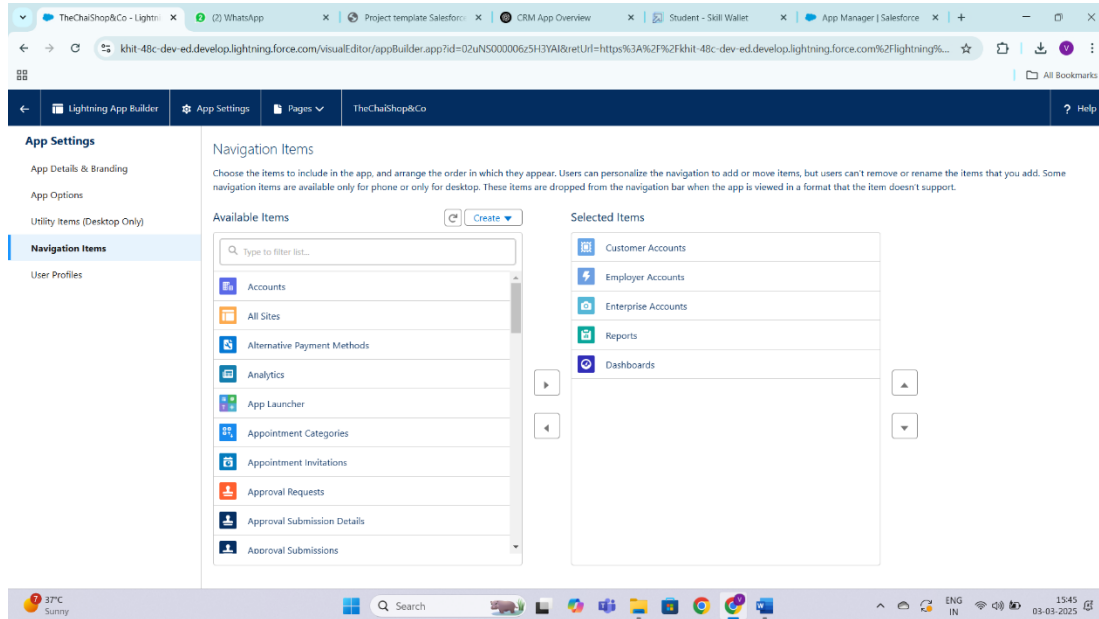 TheChaiShop&Co - Lightni
(2) WhatsApp
Project template Salesforc
CRM App Overview
Student - Skill Wallet
App Manager | Salesforce
khit-48c-dev-ed.develop.lightning.force.com/visualEditor/appBuilder.app?id=02uNS000006z5H3YAI&retUrl=https%3A%2F%2Fkhit-48c-dev-ed.develop.lightning.force.com%2Flightning%...
V
All Bookmarks
Lightning App Builder
App Settings
Pages
TheChaiShop&Co
? Help
App Settings
App Details & Branding
App Options
Utility Items (Desktop Only)
Navigation Items
User Profiles
Navigation Items
Choose the items to include in the app, and arrange the order in which they appear. Users can personalize the navigation to add or move items, but users can't remove or rename the items that you add. Some
navigation items are available only for phone or only for desktop. These items are dropped from the navigation bar when the app is viewed in a format that the item doesn't support.
Available Items
Create
Type to filter list...
Accounts
All Sites
Alternative Payment Methods
Analytics
App Launcher
Appointment Categories
Appointment Invitations
Approval Requests
Approval Submission Details
Approval Submissions
Selected Items
Customer Accounts
Employer Accounts
Enterprise Accounts
Reports
Dashboards
7
37°C
Sunny
Search
ENG
IN
15:45
03-03-2025